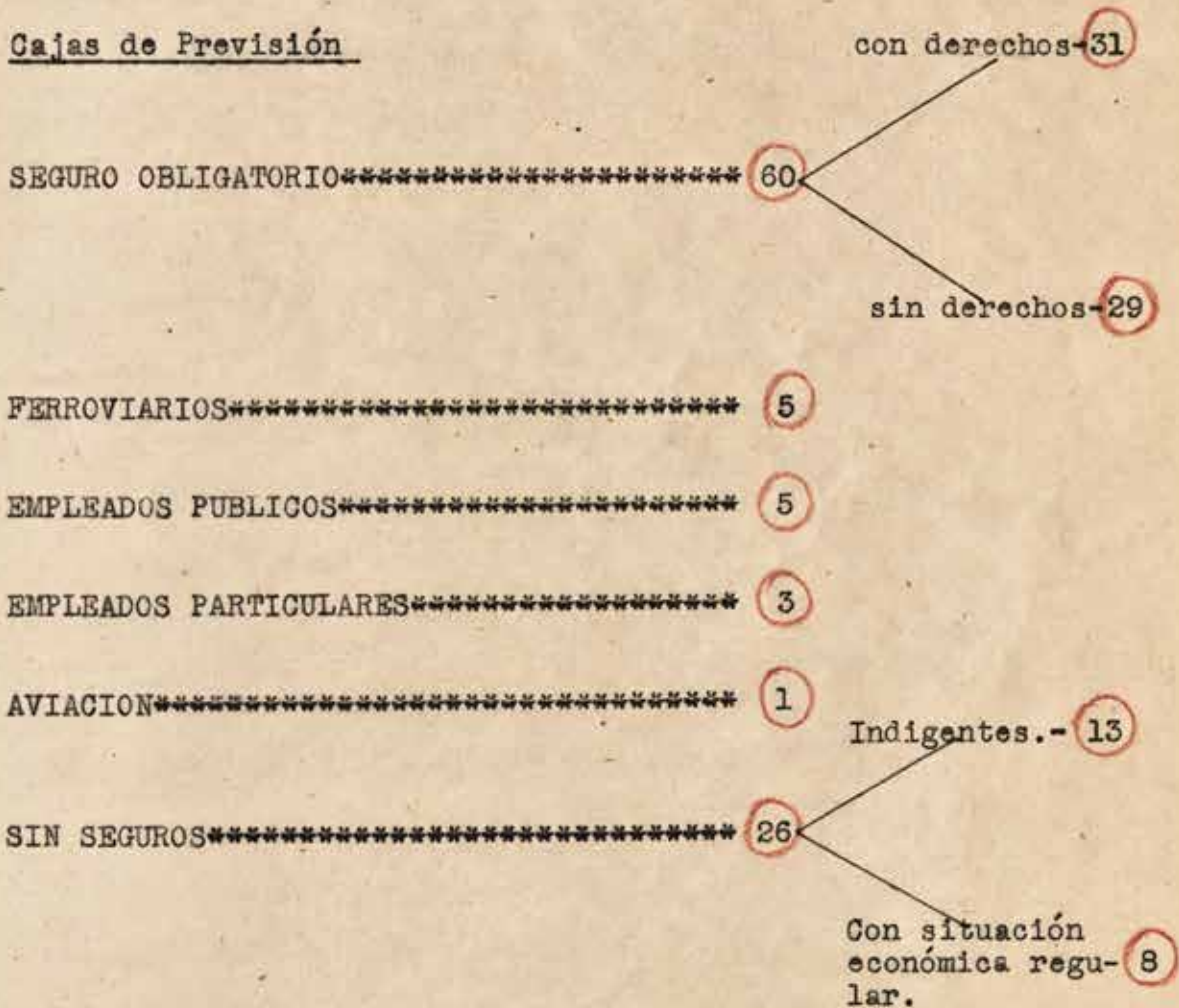 Cajas de Previsión
con derechos-31
SEGURO OBLIGATORIO********************** 60
sin derechos-29
FERROVIARIOS**************************** 5
EMPLEADOS PUBLICOS********************** 5
EMPLEADOS PARTICULARES****************** 3
AVIACION******************************** 1
Indigentes.- 13
SIN SEGUROS***************************** 26
Con situación
económica regu- 8
lar.